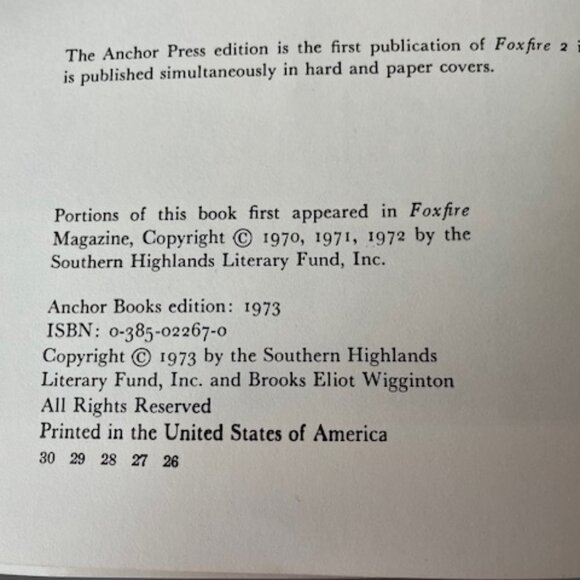 The Anchor Press edition is the first publication of Foxfire 2
is published simultaneously in hard and paper covers.
Portions of this book first appeared in Foxfire
Magazine, Copyright © 1970, 1971, 1972 by the
Southern Highlands Literary Fund, Inc.
Anchor Books edition: 1973
ISBN: 0-385-02267-0
Copyright © 1973 by the Southern Highlands
Literary Fund, Inc. and Brooks Eliot Wigginton
All Rights Reserved
Printed in the United States of America
30 29 28 27 26